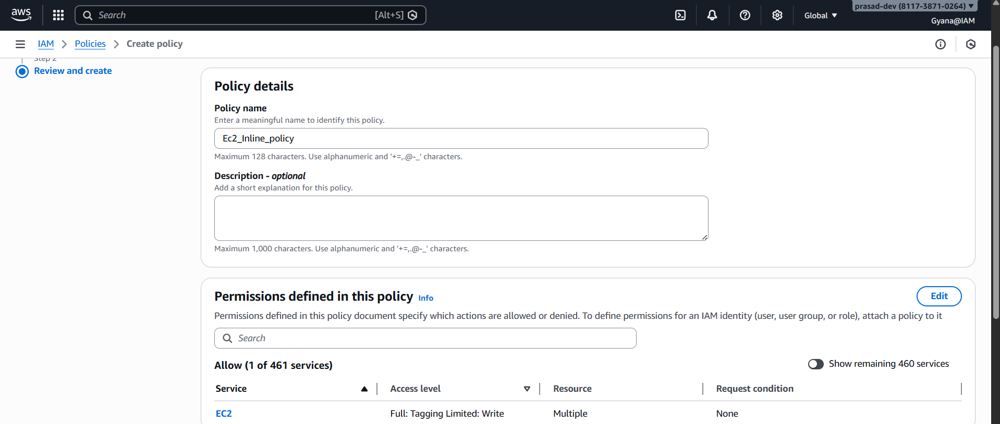 aws
Search [Alt+S]
Global ▼
prasad-dev (8117-3871-0264) ▼
Gyana@IAM
IAM > Policies > Create policy
Step 2
Review and create
Policy details
Policy name
Enter a meaningful name to identify this policy.
Ec2_Inline_policy
Maximum 128 characters. Use alphanumeric and '+=,.@-_' characters.
Description - optional
Add a short explanation for this policy.
Maximum 1,000 characters. Use alphanumeric and '+=,.@-_' characters.
Permissions defined in this policy Info
Edit
Permissions defined in this policy document specify which actions are allowed or denied. To define permissions for an IAM identity (user, user group, or role), attach a policy to it
Search
Allow (1 of 461 services)
Show remaining 460 services
Service Access level Resource Request condition
EC2 Full: Tagging Limited: Write Multiple None